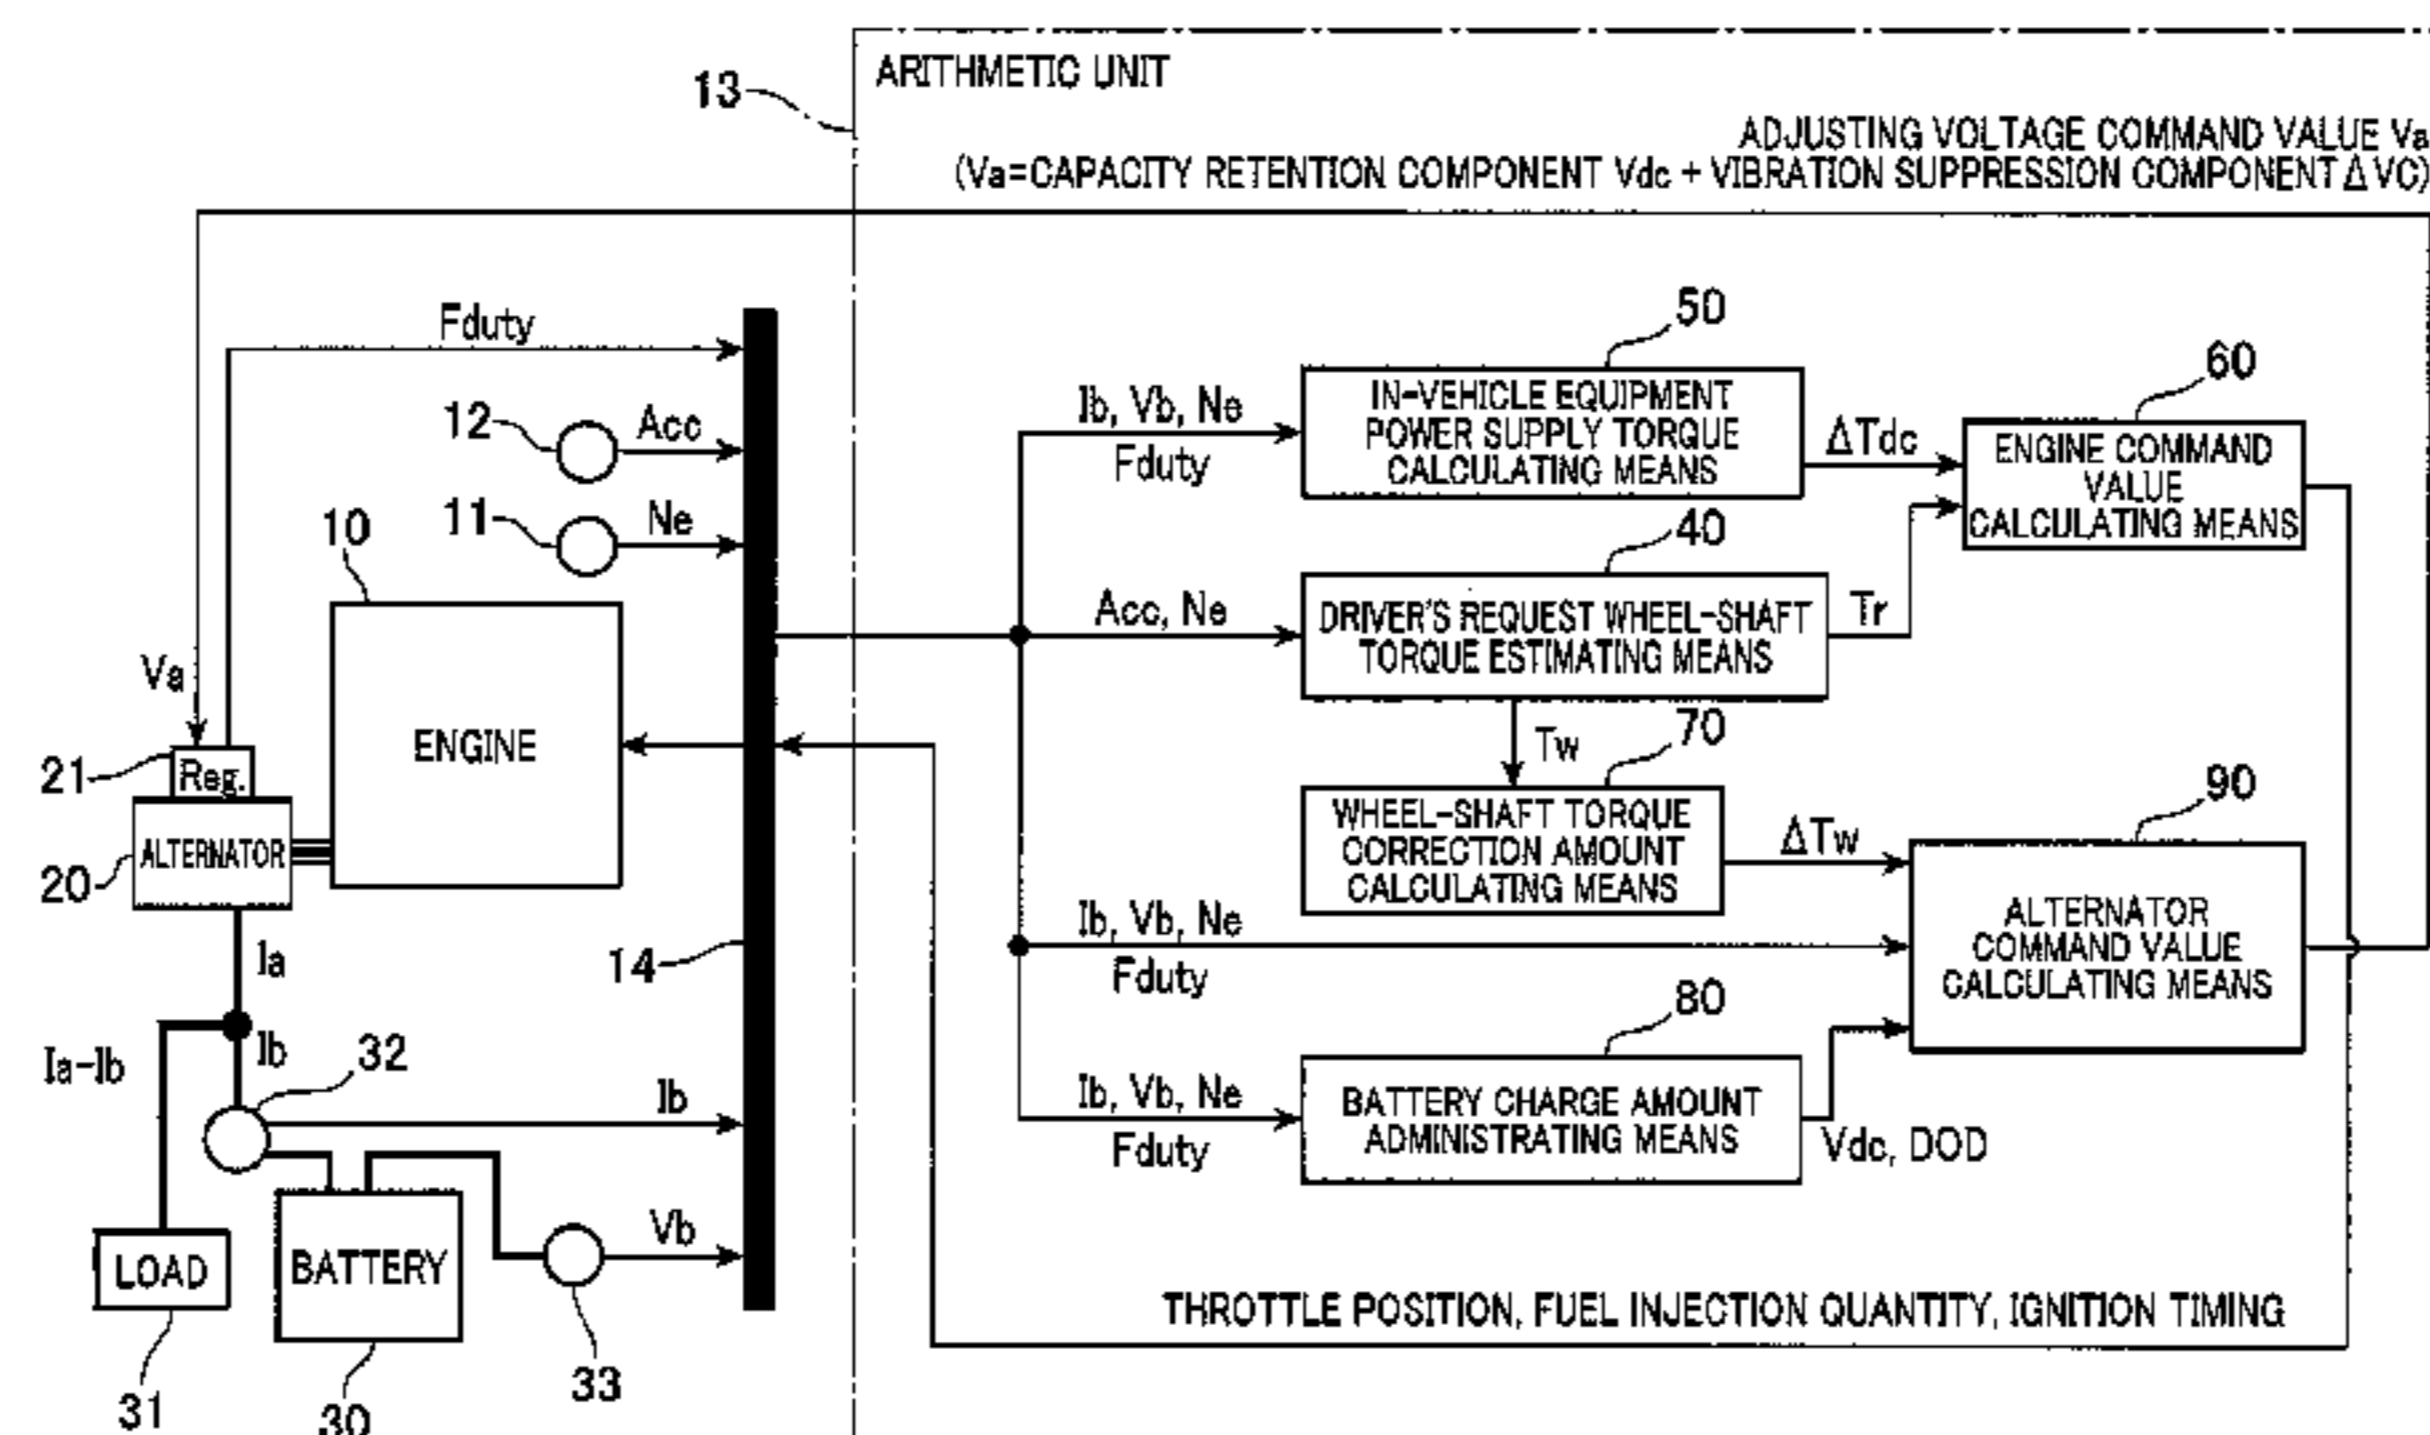 ARITHMETIC UNIT
13
ADJUSTING VOLTAGE COMMAND VALUE Va
(Va=CAPACITY RETENTION COMPONENT Vdc + VIBRATION SUPPRESSION COMPONENT ΔVC)
Fduty
12
Acc
11
Ne
10
ENGINE
Va
21
Reg.
20
ALTERNATOR
14
Ia
Ia-Ib
Ib
32
Ib
Vb
LOAD
BATTERY
31
30
33
50
Ib, Vb, Ne
Fduty
IN-VEHICLE EQUIPMENT
POWER SUPPLY TORQUE
CALCULATING MEANS
ΔTdc
60
ENGINE COMMAND
VALUE
CALCULATING MEANS
40
Acc, Ne
DRIVER'S REQUEST WHEEL-SHAFT
TORQUE ESTIMATING MEANS
Tr
Tw
70
WHEEL-SHAFT TORQUE
CORRECTION AMOUNT
CALCULATING MEANS
ΔTw
90
Ib, Vb, Ne
Fduty
ALTERNATOR
COMMAND VALUE
CALCULATING MEANS
80
Ib, Vb, Ne
Fduty
BATTERY CHARGE AMOUNT
ADMINISTRATING MEANS
Vdc, DOD
THROTTLE POSITION, FUEL INJECTION QUANTITY, IGNITION TIMING